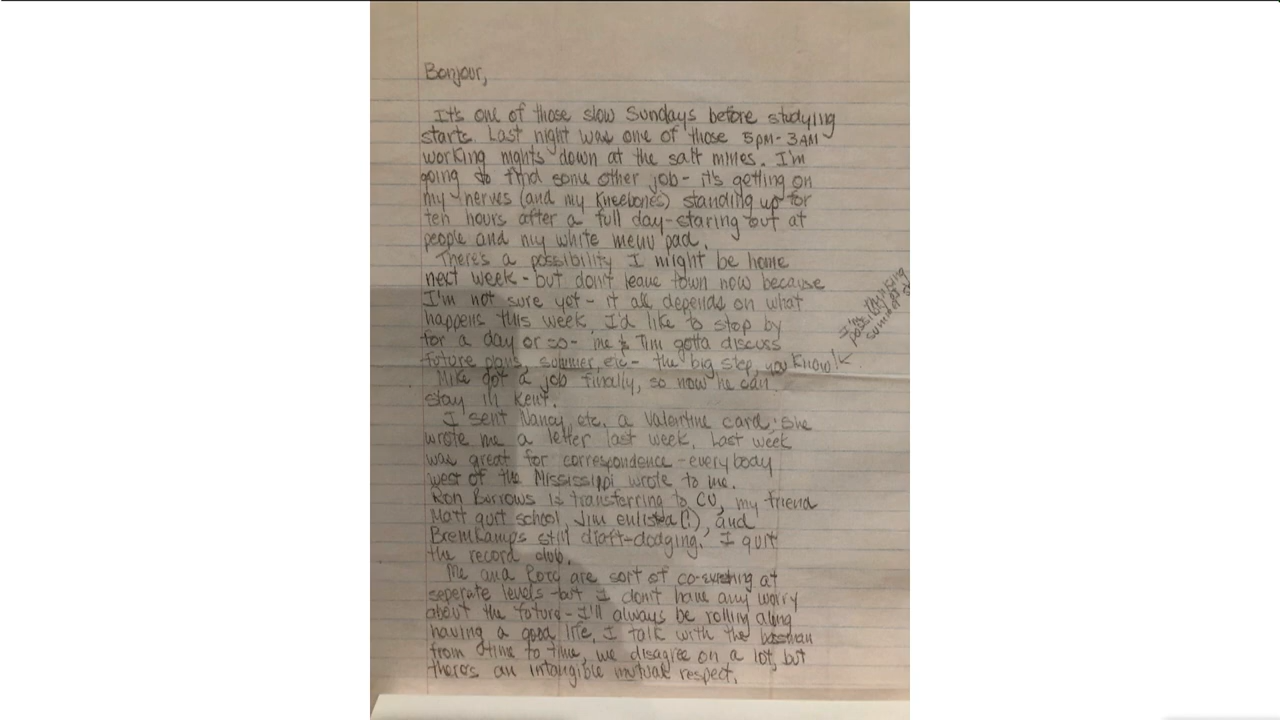 Bonjour,
It's one of those slow Sundays before studying
starts. Last night was one of those 5PM-3AM
working nights down at the salt mines. I'm
going to find some other job - it's getting on
my nerves (and my kneebones) standing up for
ten hours after a full day - staring out at
people and my white menu pad.
There's a possibility I might be home
next week - but don't leave town now because
I'm not sure yet - it all depends on what
happens this week. I'd like to stop by
for a day or so - me & Tim gotta discuss
future plans, summer, etc - the big step, you know!
I'm thinking
Mike got a job finally, so now he can
stay in Kent.
I sent Nancy, etc. a Valentine card; she
wrote me a letter last week. Last week
was great for correspondence - everybody
west of the Mississippi wrote to me.
Ron Borrows is transferring to CU, my friend
Matt quit school, Jim enlisted(!), and
Bremkamps still draft-dodging. I quit
the record club.
Me and are sort of co-existing at
seperate levels but I don't have any worry
about the future - I'll always be rolling along
having a good life. I talk with the bossman
from time to time, we disagree on a lot, but
there's an intangible mutual respect.